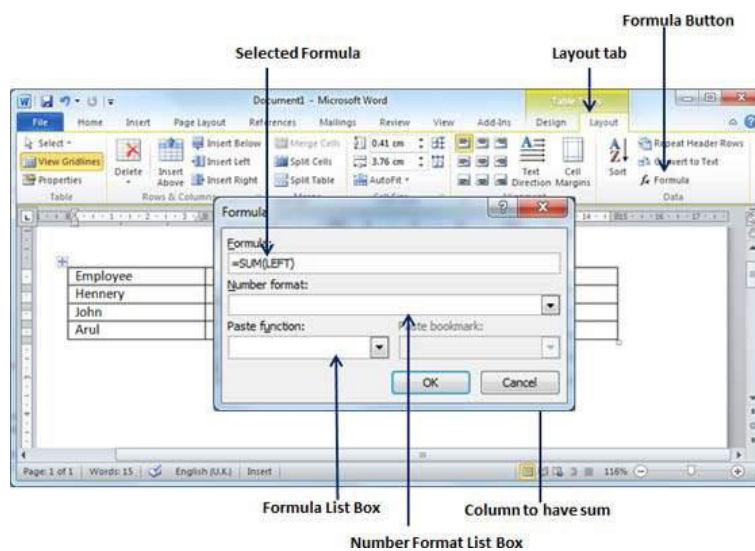 Formula Button
Selected Formula
Layout tab
Document1 - Microsoft Word
File Home Insert Page Layout References Mailings Review View Add-Ins Design Layout
Select
View Gridlines
Properties
Table
Delete
Insert Above
Insert Below
Insert Left
Insert Right
Rows & Columns
Merge Cells
Split Cells
Split Table
0.41 cm
3.76 cm
AutoFit
Text Direction
Cell Margins
Sort
Repeat Header Rows
Convert to Text
fx Formula
Data
Formula
Formula:
=SUM(LEFT)
Number format:
Paste function:
Paste bookmark:
OK
Cancel
Employee
Hennery
John
Arul
Page: 1 of 1 Words: 15 English (U.K.) Insert 116%
Formula List Box
Column to have sum
Number Format List Box